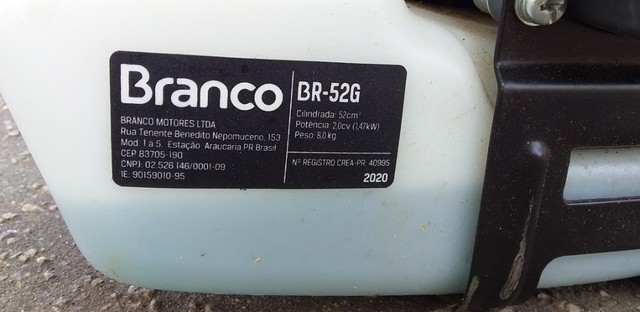 Branco
BRANCO MOTORES LTDA
Rua Tenente Benedito Nepomuceno, 153
Mod. 1 a 5. Estação. Araucária PR Brasil
CEP 83705-190
CNPJ: 02.526.146/0001-09
IE: 90159010-95
BR-52G
Cilindrada: 52cm³
Potência: 2,0cv (1,47kW)
Peso: 8,0 kg
Nº REGISTRO CREA-PR: 40995
2020